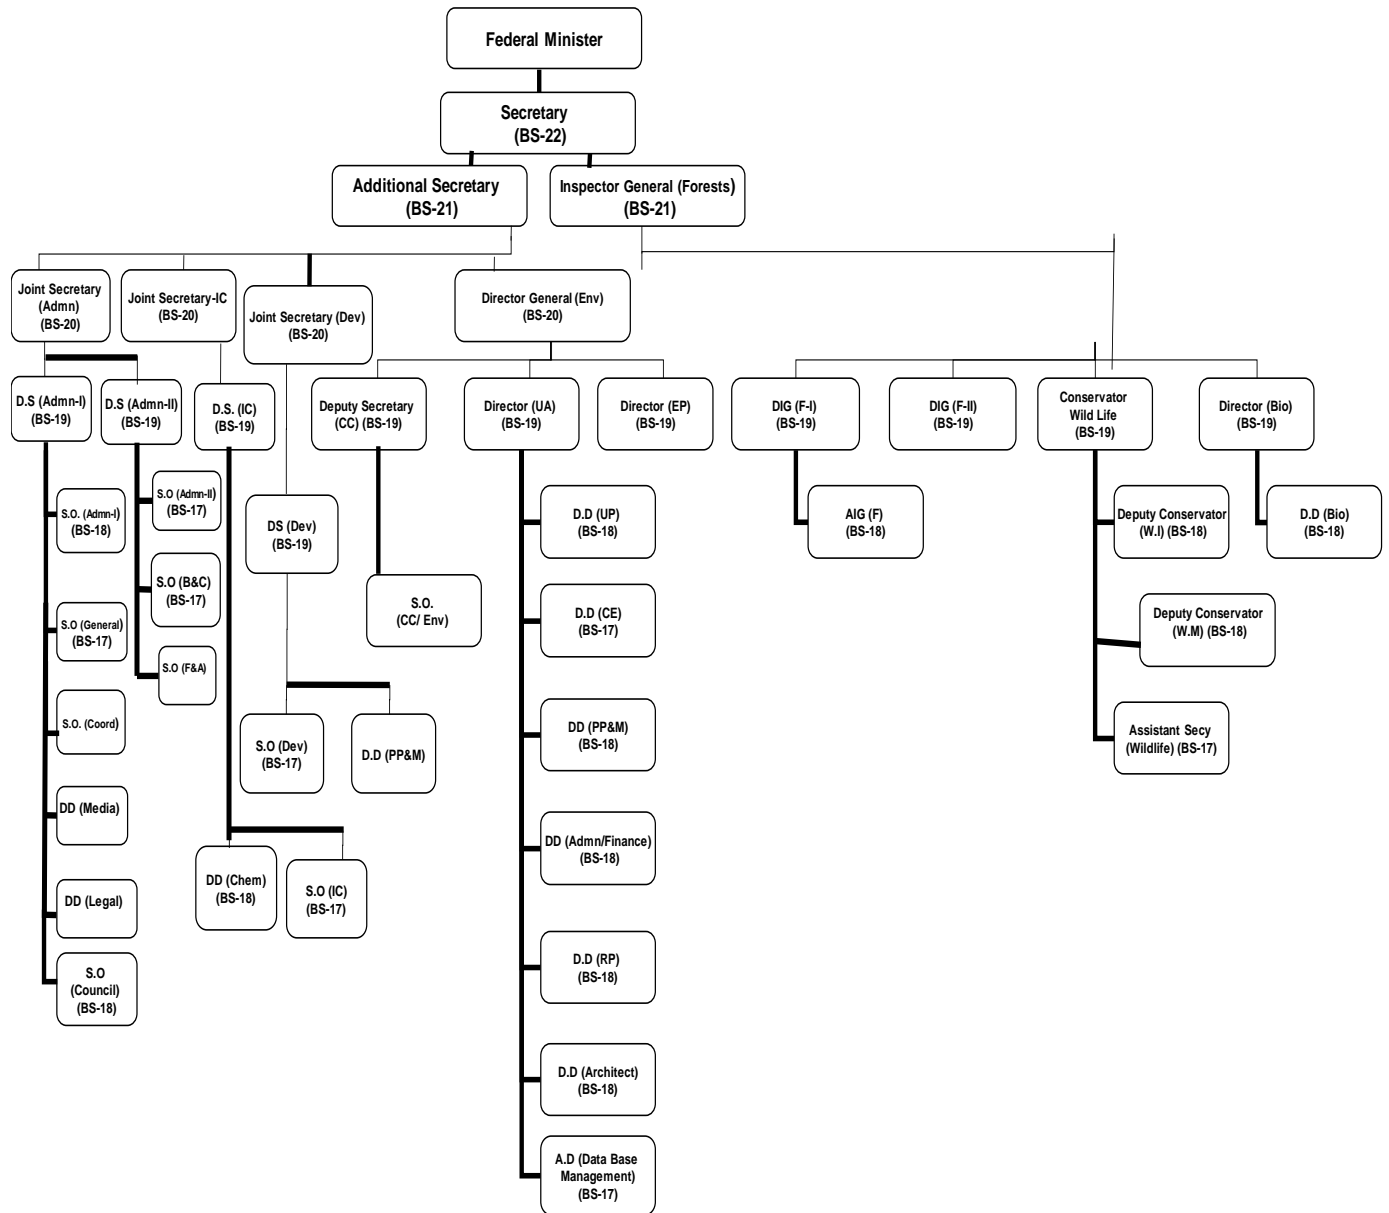 Federal Minister
Secretary
(BS-22)
Additional Secretary
(BS-21)
Inspector General (Forests)
(BS-21)
Joint Secretary
(Admn)
(BS-20)
Joint Secretary-IC
(BS-20)
Joint Secretary (Dev)
(BS-20)
Director General (Env)
(BS-20)
D.S (Admn-I)
(BS-19)
D.S (Admn-II)
(BS-19)
D.S. (IC)
(BS-19)
Deputy Secretary
(CC) (BS-19)
Director (UA)
(BS-19)
Director (EP)
(BS-19)
DIG (F-I)
(BS-19)
DIG (F-II)
(BS-19)
Conservator
Wild Life
(BS-19)
Director (Bio)
(BS-19)
S.O. (Admn-I)
(BS-18)
S.O (General)
(BS-17)
S.O. (Coord)
DD (Media)
DD (Legal)
S.O
(Council)
(BS-18)
S.O (Admn-II)
(BS-17)
S.O (B&C)
(BS-17)
S.O (F&A)
DD (Chem)
(BS-18)
S.O (IC)
(BS-17)
DS (Dev)
(BS-19)
S.O (Dev)
(BS-17)
D.D (PP&M)
S.O.
(CC/ Env)
D.D (UP)
(BS-18)
D.D (CE)
(BS-17)
DD (PP&M)
(BS-18)
DD (Admn/Finance)
(BS-18)
D.D (RP)
(BS-18)
D.D (Architect)
(BS-18)
A.D (Data Base
Management)
(BS-17)
AIG (F)
(BS-18)
Deputy Conservator
(W.I) (BS-18)
Deputy Conservator
(W.M) (BS-18)
Assistant Secy
(Wildlife) (BS-17)
D.D (Bio)
(BS-18)